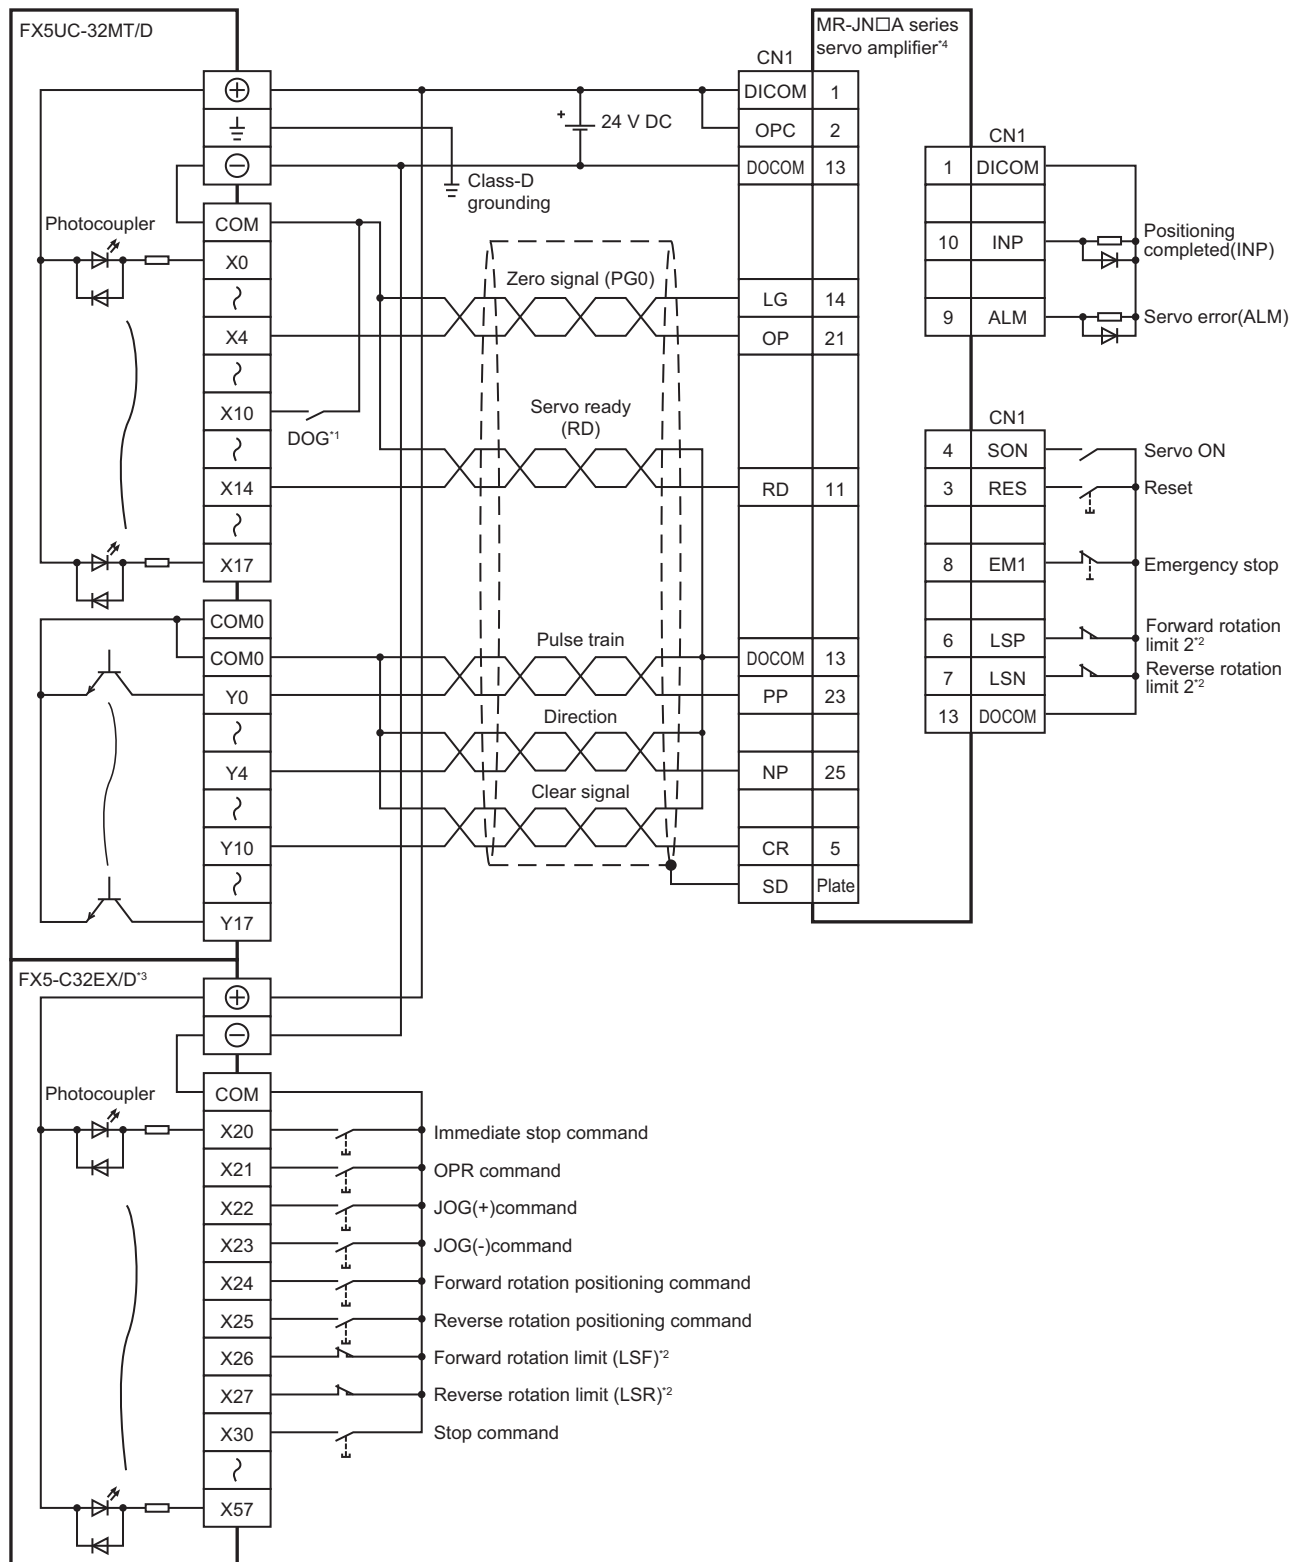 FX5UC-32MT/D
MR-JN□A series
servo amplifier*4
CN1
DICOM 1
24 V DC
OPC 2
CN1
DOCOM 13
1 DICOM
Class-D
grounding
Photocoupler
COM
X0
10 INP
Positioning
completed(INP)
Zero signal (PG0)
LG 14
9 ALM
Servo error(ALM)
X4
OP 21
X10
DOG*1
Servo ready
(RD)
CN1
4 SON
Servo ON
X14
RD 11
3 RES
Reset
X17
8 EM1
Emergency stop
COM0
Forward rotation
limit 2*2
6 LSP
COM0
Pulse train
DOCOM 13
Reverse rotation
limit 2*2
7 LSN
Y0
PP 23
Direction
13 DOCOM
Y4
NP 25
Clear signal
Y10
CR 5
SD Plate
Y17
FX5-C32EX/D*3
Photocoupler
COM
X20
Immediate stop command
X21
OPR command
X22
JOG(+)command
X23
JOG(-)command
X24
Forward rotation positioning command
X25
Reverse rotation positioning command
X26
Forward rotation limit (LSF)*2
X27
Reverse rotation limit (LSR)*2
X30
Stop command
X57